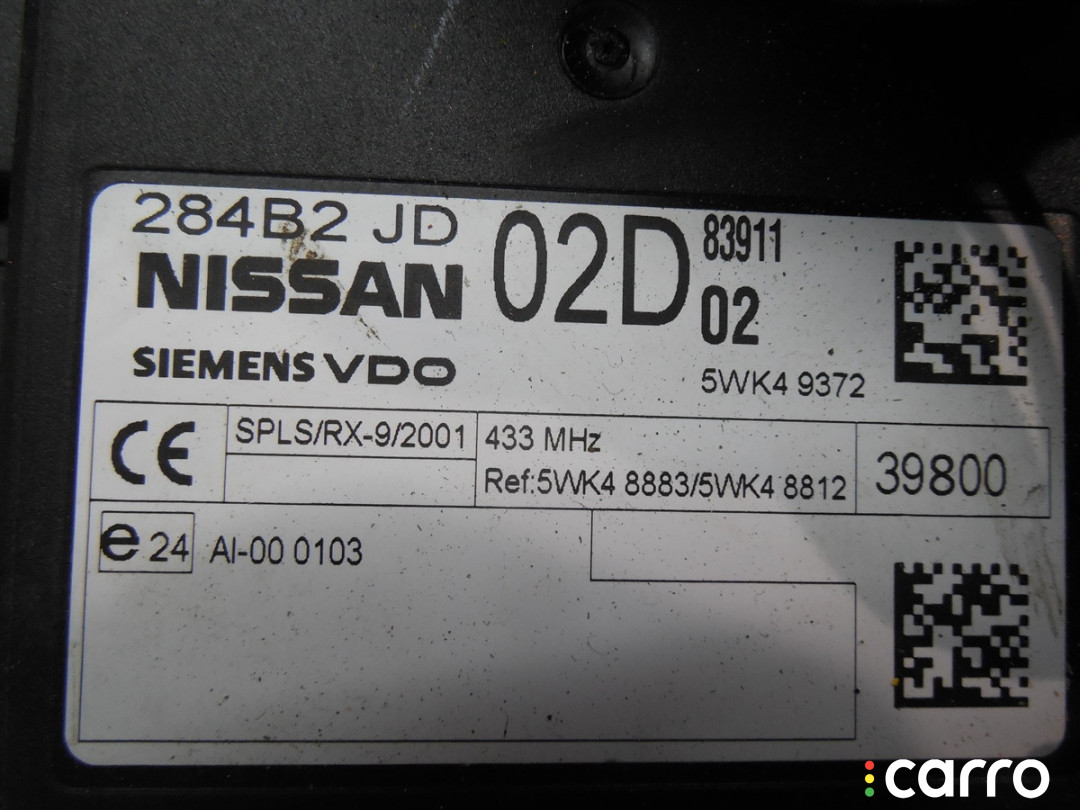 284B2 JD 02D 83911
NISSAN 02
SIEMENS VDO
5WK4 9372
CE SPLS/RX-9/2001 433 MHz
Ref:5WK4 8883/5WK4 8812 39800
e 24 AI-00 0103
carro